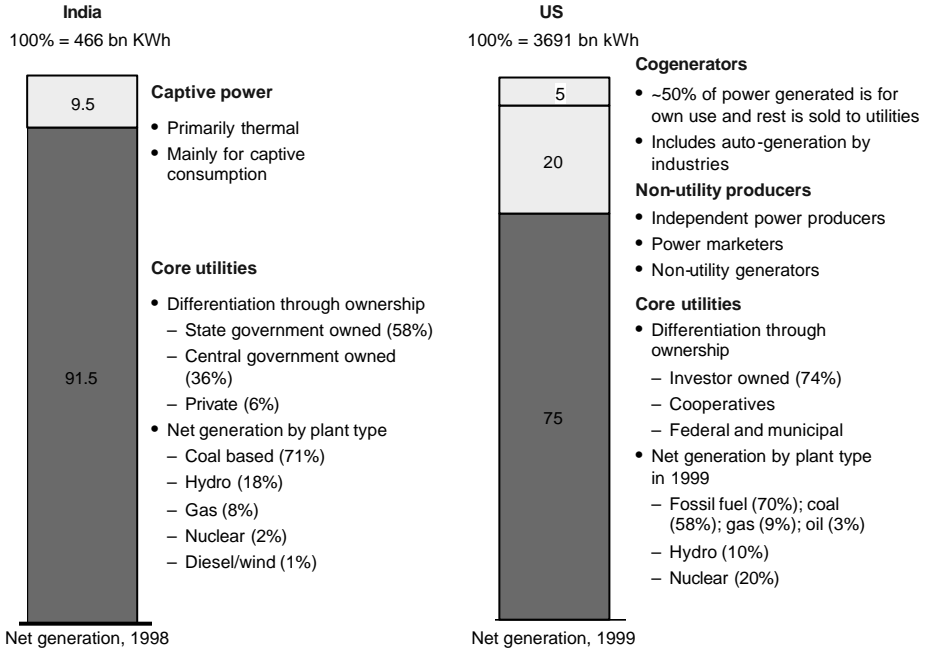 India
100% = 466 bn KWh
9.5
91.5
Net generation, 1998
Captive power
• Primarily thermal
• Mainly for captive
consumption
Core utilities
• Differentiation through ownership
– State government owned (58%)
– Central government owned
(36%)
– Private (6%)
• Net generation by plant type
– Coal based (71%)
– Hydro (18%)
– Gas (8%)
– Nuclear (2%)
– Diesel/wind (1%)
US
100% = 3691 bn kWh
5
20
75
Net generation, 1999
Cogenerators
• ~50% of power generated is for
own use and rest is sold to utilities
• Includes auto-generation by
industries
Non-utility producers
• Independent power producers
• Power marketers
• Non-utility generators
Core utilities
• Differentiation through
ownership
– Investor owned (74%)
– Cooperatives
– Federal and municipal
• Net generation by plant type
in 1999
– Fossil fuel (70%); coal
(58%); gas (9%); oil (3%)
– Hydro (10%)
– Nuclear (20%)